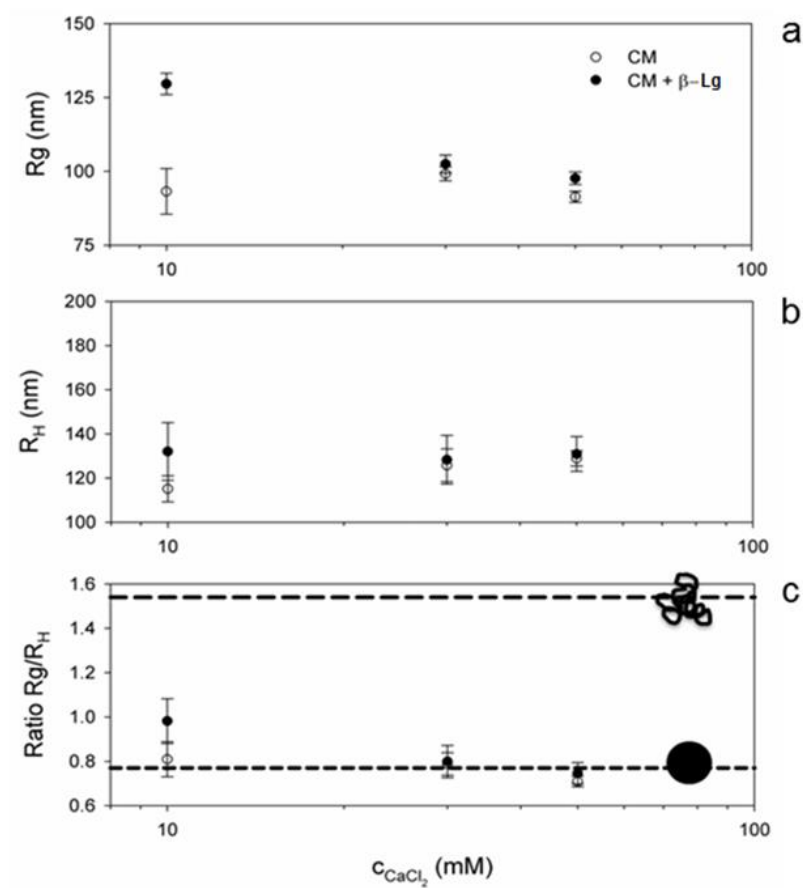 a
150
125
100
75
Rg (nm)
CM
CM + β-Lg
10
100
b
200
180
160
140
120
100
R_H (nm)
10
100
c
1.6
1.4
1.2
1.0
0.8
0.6
Ratio Rg/R_H
10
100
c_CaCl₂ (mM)